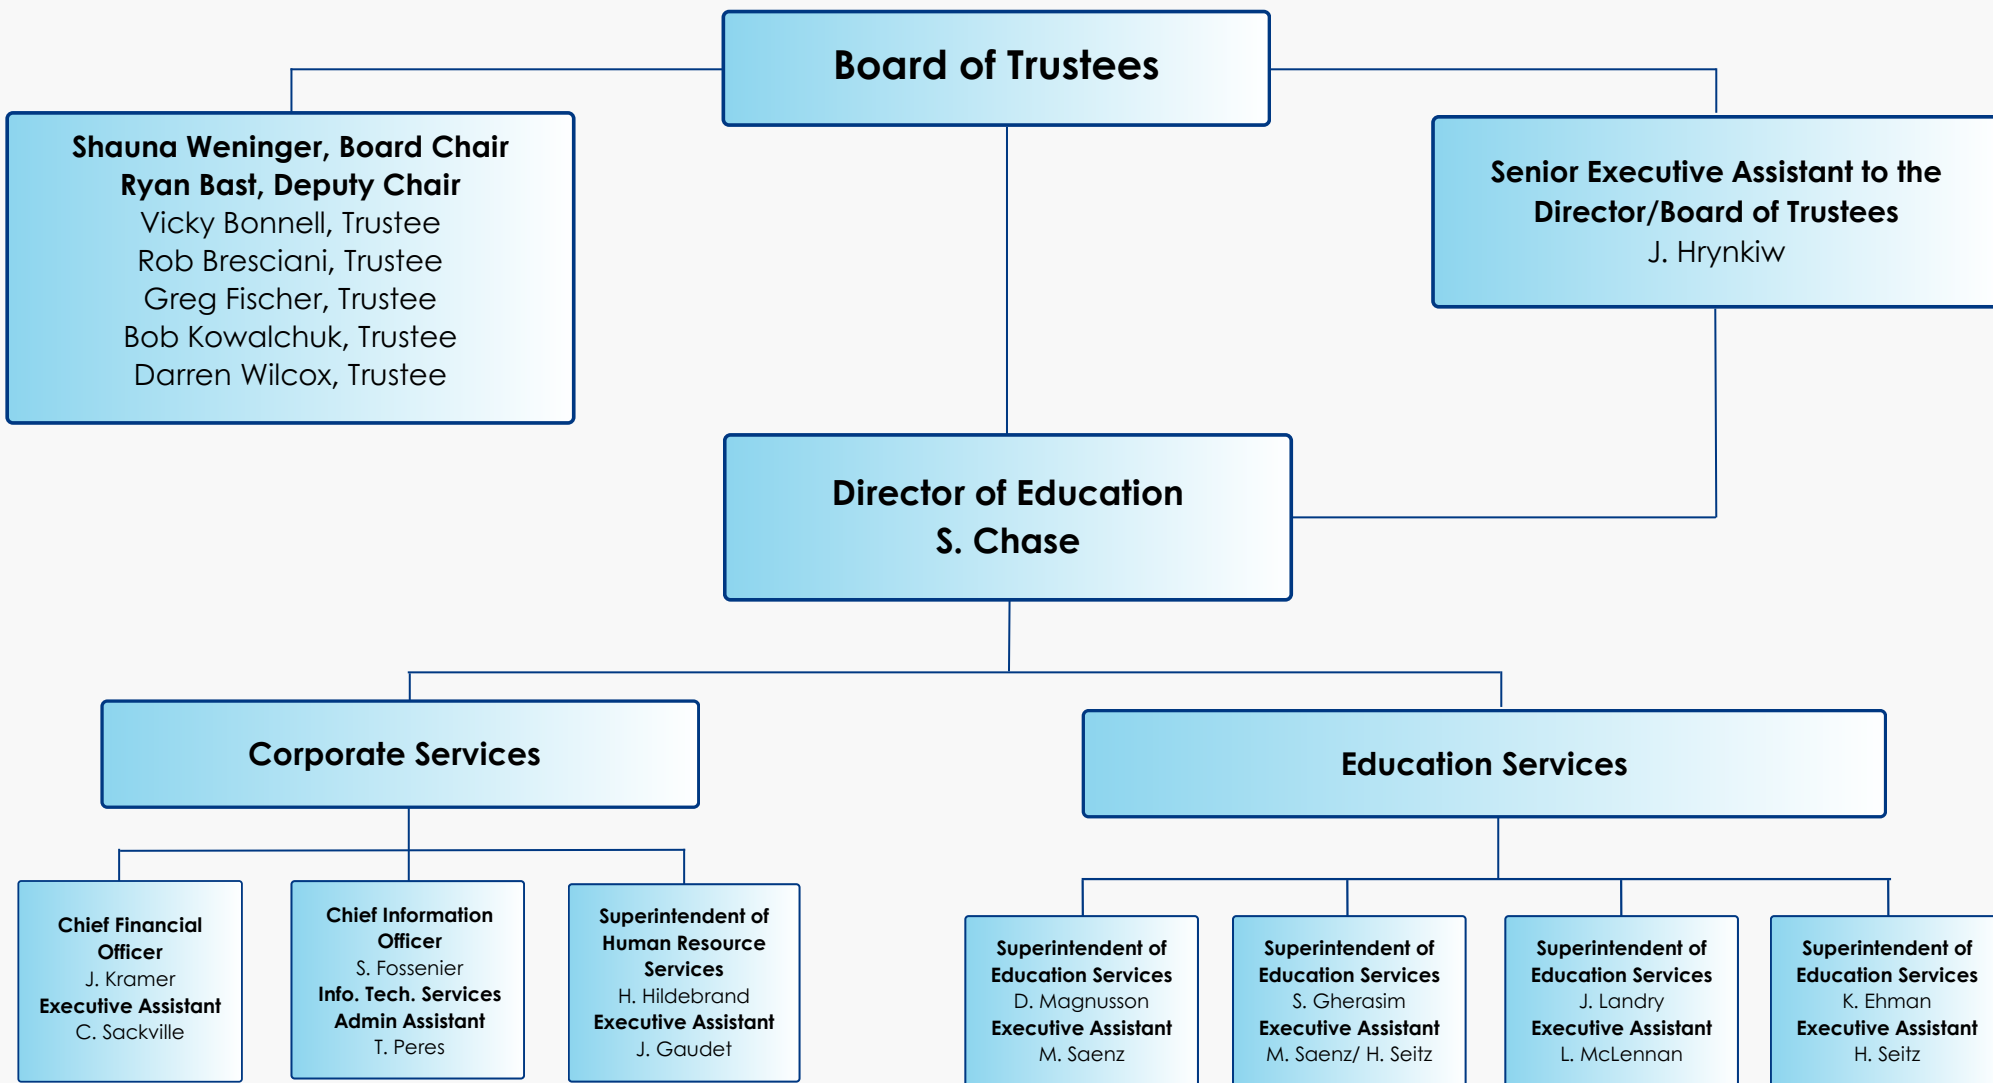 Board of Trustees
Shauna Weninger, Board Chair
Ryan Bast, Deputy Chair
Vicky Bonnell, Trustee
Rob Bresciani, Trustee
Greg Fischer, Trustee
Bob Kowalchuk, Trustee
Darren Wilcox, Trustee
Senior Executive Assistant to the
Director/Board of Trustees
J. Hrynkiw
Director of Education
S. Chase
Corporate Services
Education Services
Chief Financial
Officer
J. Kramer
Executive Assistant
C. Sackville
Chief Information
Officer
S. Fossenier
Info. Tech. Services
Admin Assistant
T. Peres
Superintendent of
Human Resource
Services
H. Hildebrand
Executive Assistant
J. Gaudet
Superintendent of
Education Services
D. Magnusson
Executive Assistant
M. Saenz
Superintendent of
Education Services
S. Gherasim
Executive Assistant
M. Saenz/ H. Seitz
Superintendent of
Education Services
J. Landry
Executive Assistant
L. McLennan
Superintendent of
Education Services
K. Ehman
Executive Assistant
H. Seitz